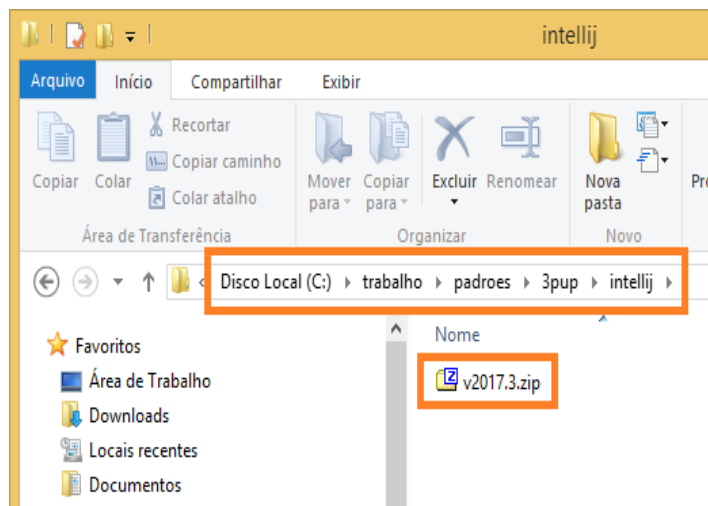 intellij
Arquivo Início Compartilhar Exibir
Copiar
Colar
Recortar
Copiar caminho
Colar atalho
Área de Transferência
Mover para
Copiar para
Excluir
Renomear
Organizar
Nova pasta
Novo
Disco Local (C:) trabalho padroes 3pup intellij
Favoritos
Área de Trabalho
Downloads
Locais recentes
Documentos
Nome
v2017.3.zip